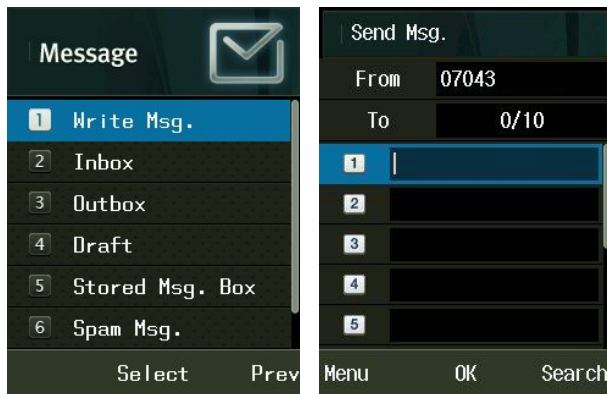 Message
1 Write Msg.
2 Inbox
3 Outbox
4 Draft
5 Stored Msg. Box
6 Spam Msg.
Select Prev
Send Msg.
From 07043
To 0/10
1
2
3
4
5
Menu OK Search